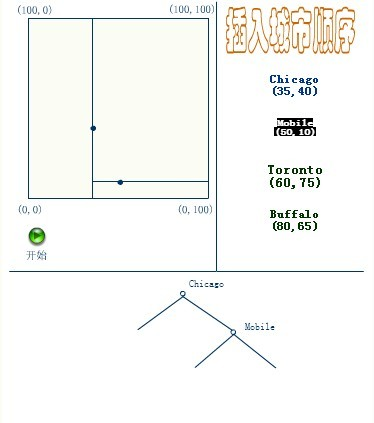 (100,0)
(100,100)
插入城市顺序
Chicago
(35,40)
Mobile
(50,10)
Toronto
(60,75)
Buffalo
(80,65)
(0,0)
(0,100)
开始
Chicago
Mobile